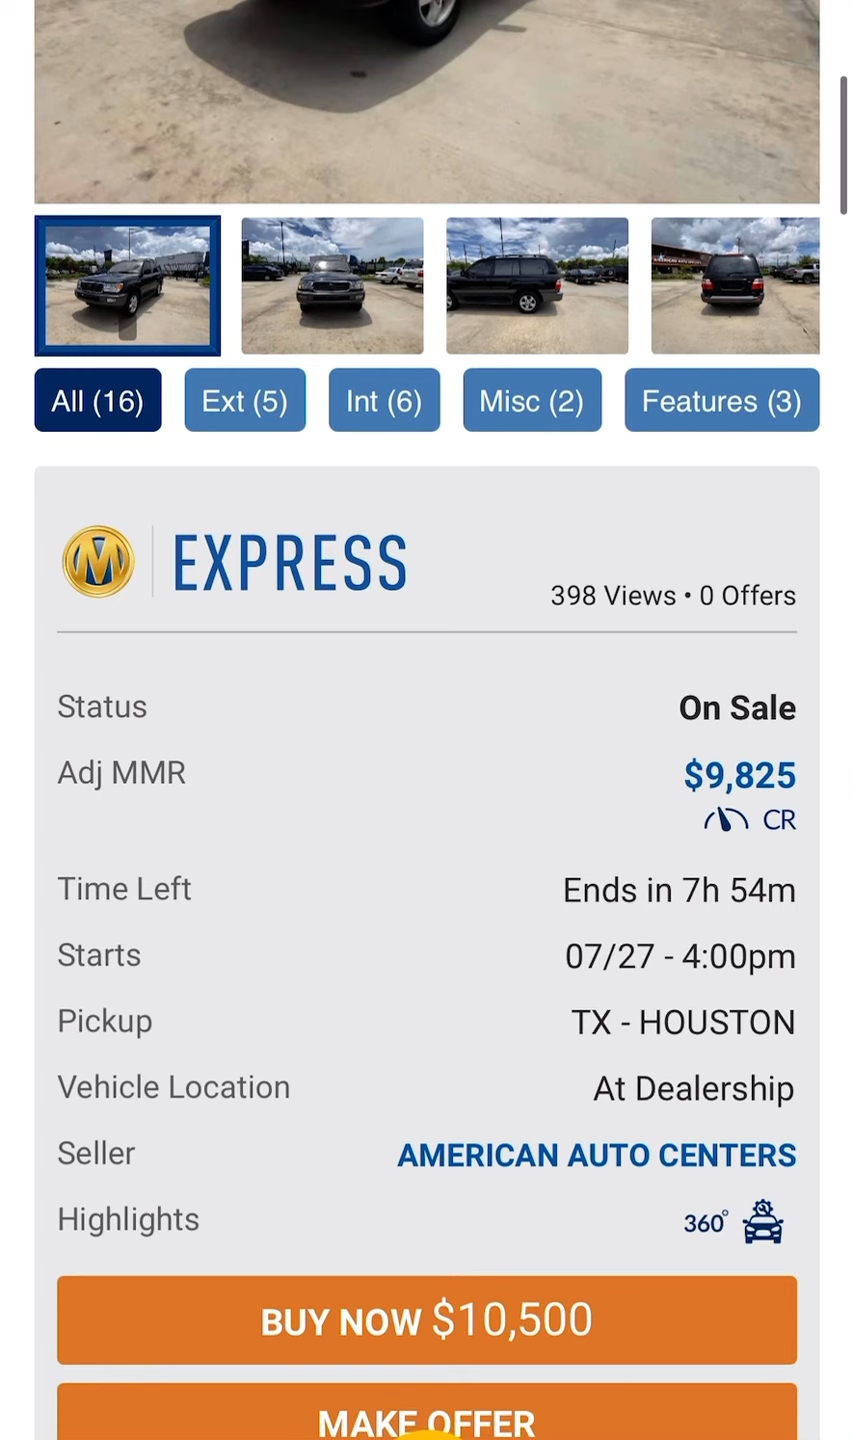 All (16)
Ext (5)
Int (6)
Misc (2)
Features (3)
M EXPRESS
398 Views • 0 Offers
Status On Sale
Adj MMR $9,825
CR
Time Left Ends in 7h 54m
Starts 07/27 - 4:00pm
Pickup TX - HOUSTON
Vehicle Location At Dealership
Seller AMERICAN AUTO CENTERS
Highlights 360°
BUY NOW $10,500
MAKE OFFER